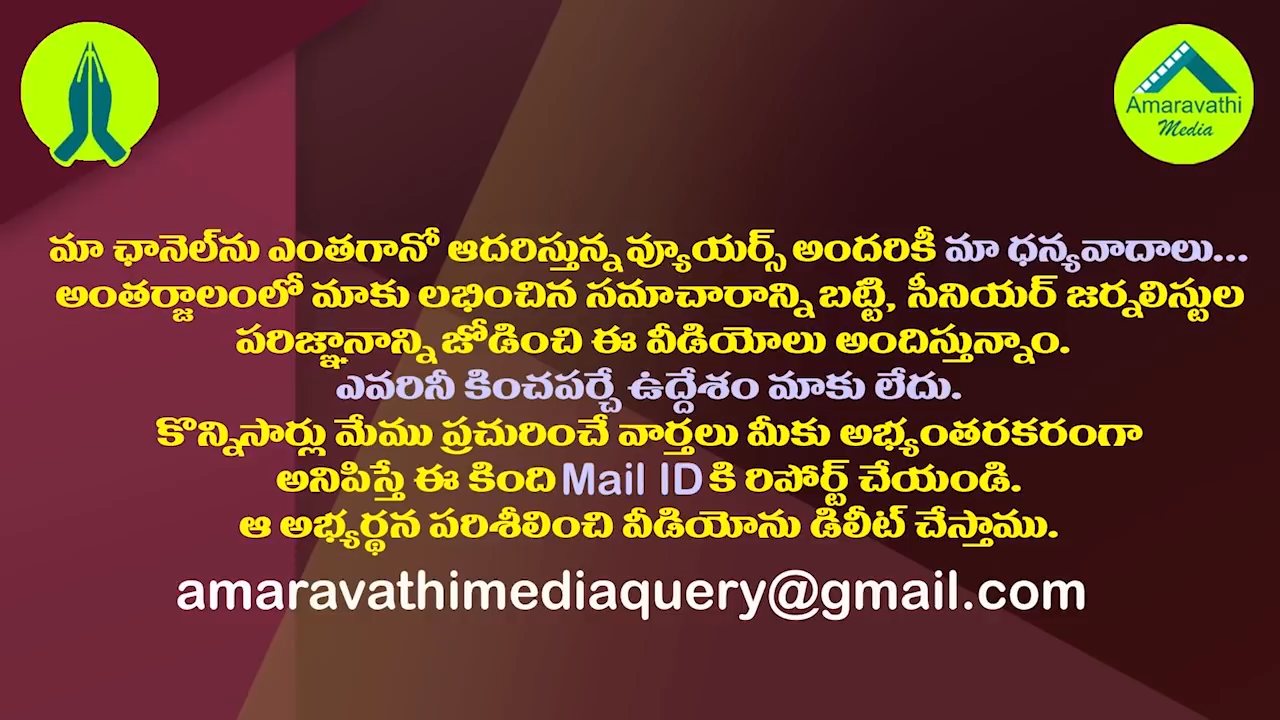 Amaravathi
Media
మా ఛానెల్‌ను ఎంతగానో ఆదరిస్తున్న వ్యూయర్స్ అందరికీ మా ధన్యవాదాలు...
అంతర్జాలంలో మాకు లభించిన సమాచారాన్ని బట్టి, సీనియర్ జర్నలిస్టుల
పరిజ్ఞానాన్ని జోడించి ఈ వీడియోలు అందిస్తున్నాం.
ఎవరినీ కించపర్చే ఉద్దేశం మాకు లేదు.
కొన్నిసార్లు మేము ప్రచురించే వార్తలు మీకు అభ్యంతరకరంగా
అనిపిస్తే ఈ కింది Mail ID కి రిపోర్ట్ చేయండి.
ఆ అభ్యర్థన పరిశీలించి వీడియోను డిలీట్ చేస్తాము.
amaravathimediaquery@gmail.com